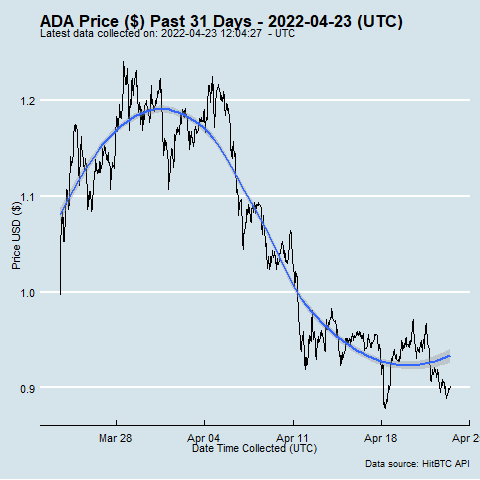 ADA Price ($) Past 31 Days - 2022-04-23 (UTC)
Latest data collected on: 2022-04-23 12:04:27 - UTC
1.2
1.1
1.0
0.9
Price USD ($)
Mar 28
Apr 04
Apr 11
Apr 18
Apr 2
Date Time Collected (UTC)
Data source: HitBTC API